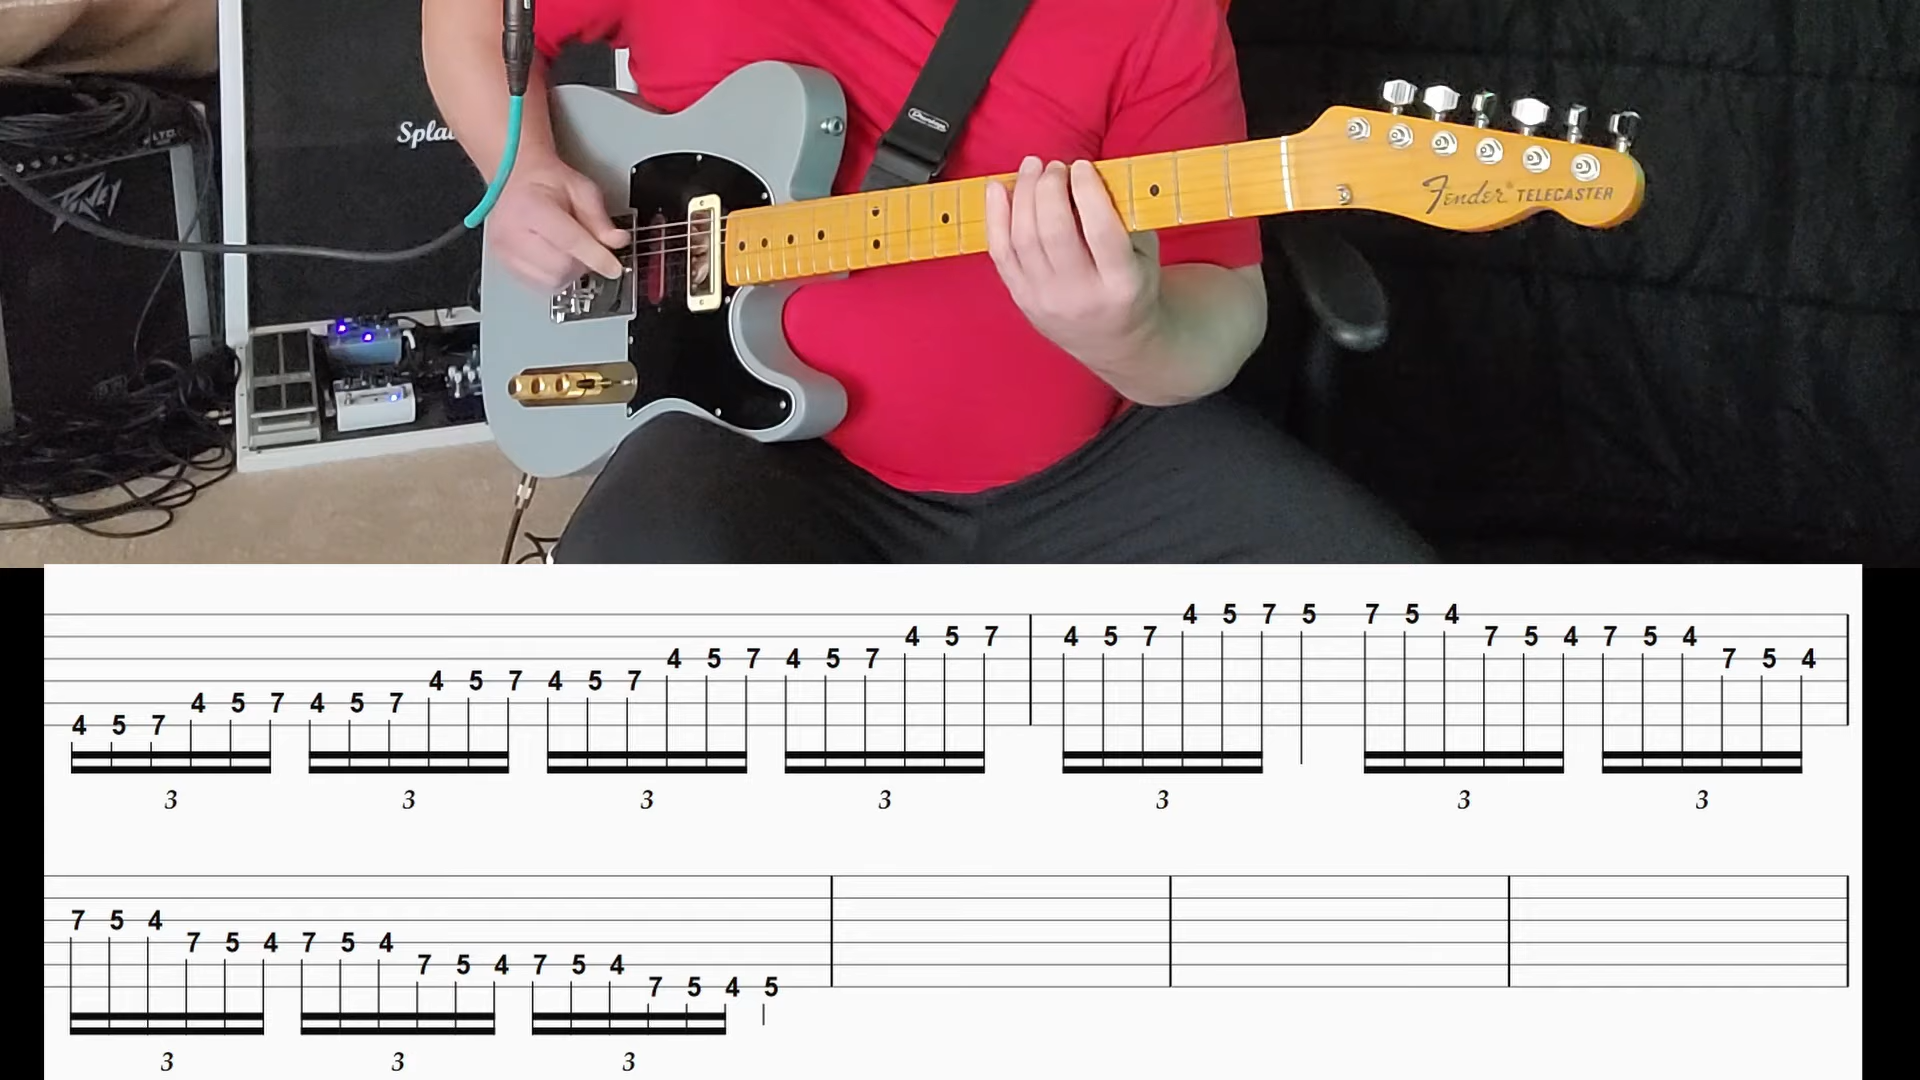 LTD
PEAVEY
Dunlop
Fender TELECASTER
4 5 7 4 5 7 4 5 7 4 5 7 4 5 7 4 5 7 4 5 7 4 5 7 4 5 7 4 5 7 5 7 5 4 7 5 4 7 5 4 7 5 4
3 3 3 3 3 3 3
7 5 4 7 5 4 7 5 4 7 5 4 7 5 4 7 5 4 5
3 3 3